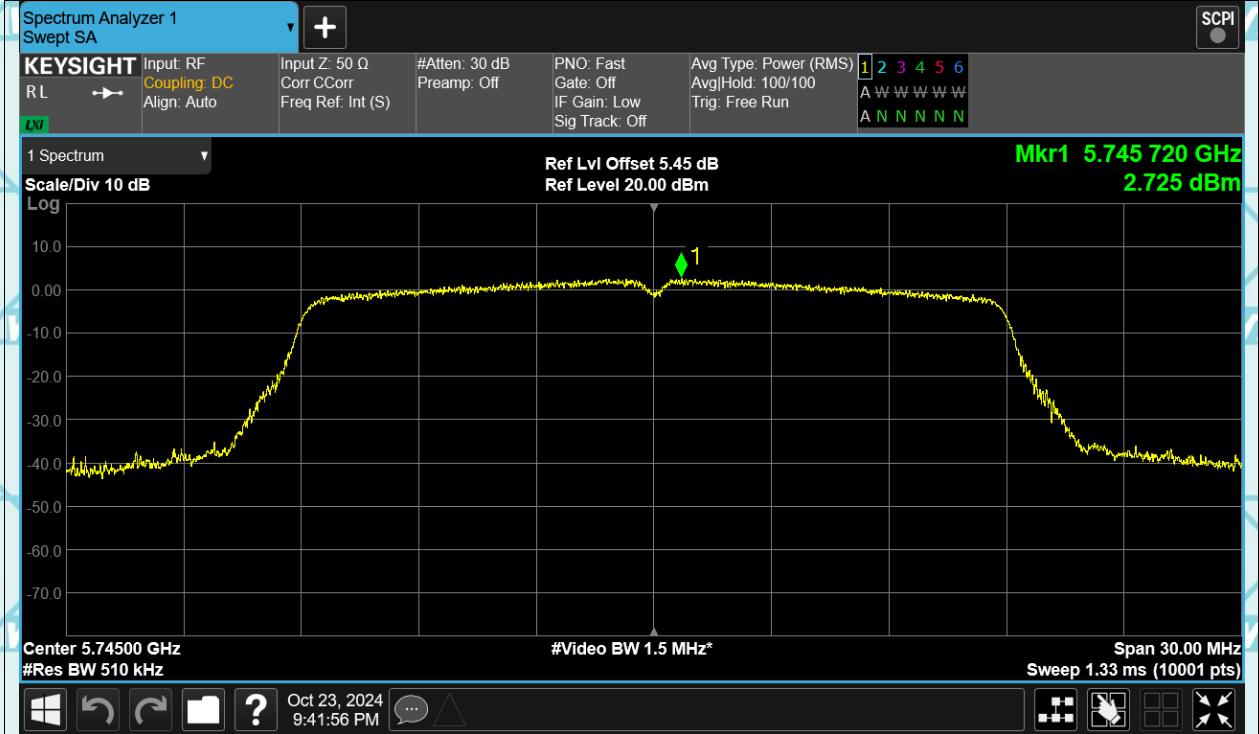 Spectrum Analyzer 1
Swept SA
SCPI
KEYSIGHT
R L
LXI
Input: RF
Coupling: DC
Align: Auto
Input Z: 50 Ω
Corr CCorr
Freq Ref: Int (S)
#Atten: 30 dB
Preamp: Off
PNO: Fast
Gate: Off
IF Gain: Low
Sig Track: Off
Avg Type: Power (RMS)
Avg|Hold: 100/100
Trig: Free Run
1 2 3 4 5 6
A W W W W W
A N N N N N
1 Spectrum
Scale/Div 10 dB
Log
Ref Lvl Offset 5.45 dB
Ref Level 20.00 dBm
Mkr1 5.745 720 GHz
2.725 dBm
1
10.0
0.00
-10.0
-20.0
-30.0
-40.0
-50.0
-60.0
-70.0
Center 5.74500 GHz
#Res BW 510 kHz
#Video BW 1.5 MHz*
Span 30.00 MHz
Sweep 1.33 ms (10001 pts)
?
Oct 23, 2024
9:41:56 PM